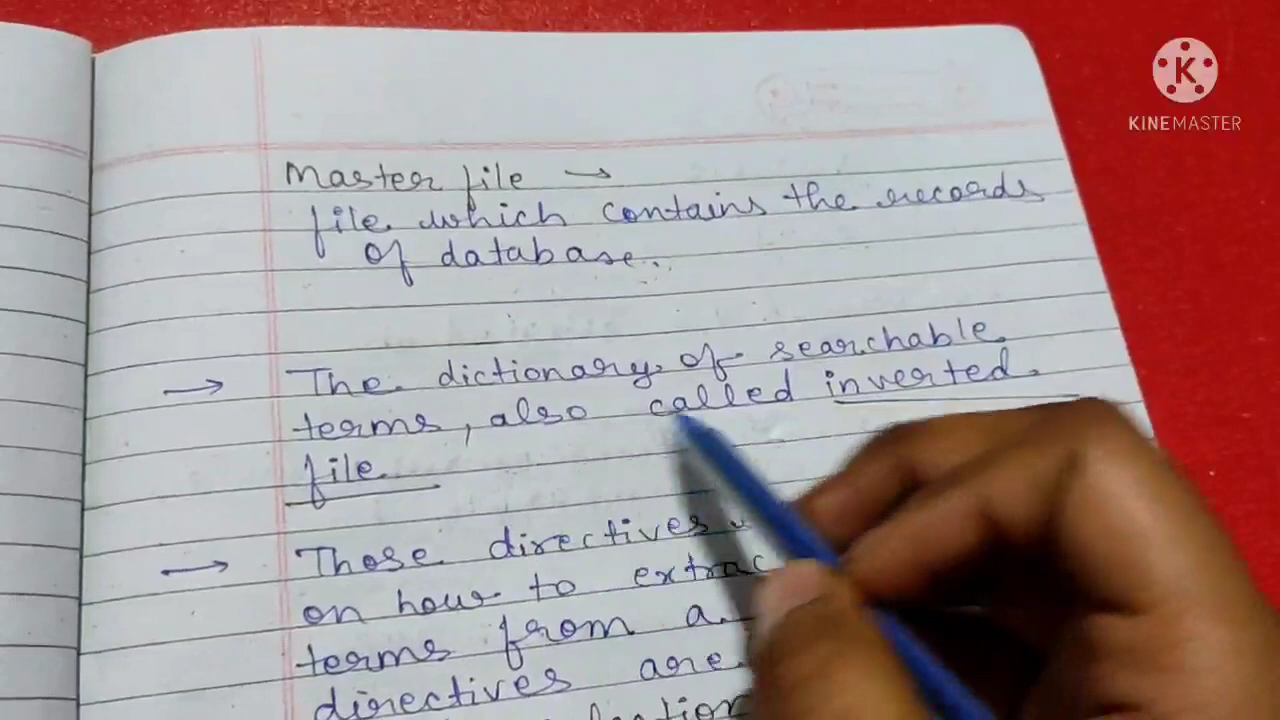 K
KINEMASTER
Master file →
file which contains the records
of database.
→ The dictionary of searchable
terms, also called inverted
file
→ Those directives
on hour to extrac
terms from a
directives are